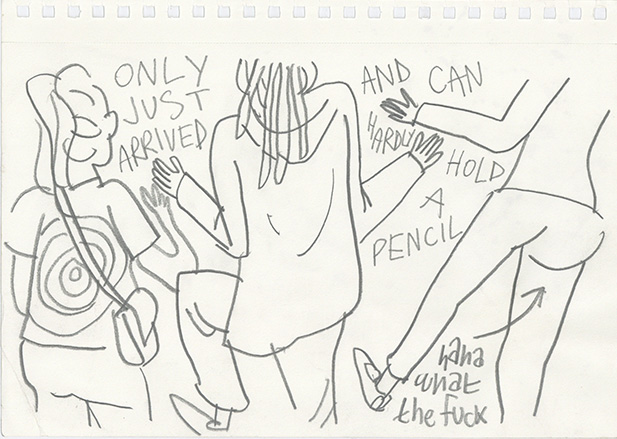 ONLY
JUST
ARRIVED
AND CAN
HARDLY
HOLD
A
PENCIL
haha
what
the fuck